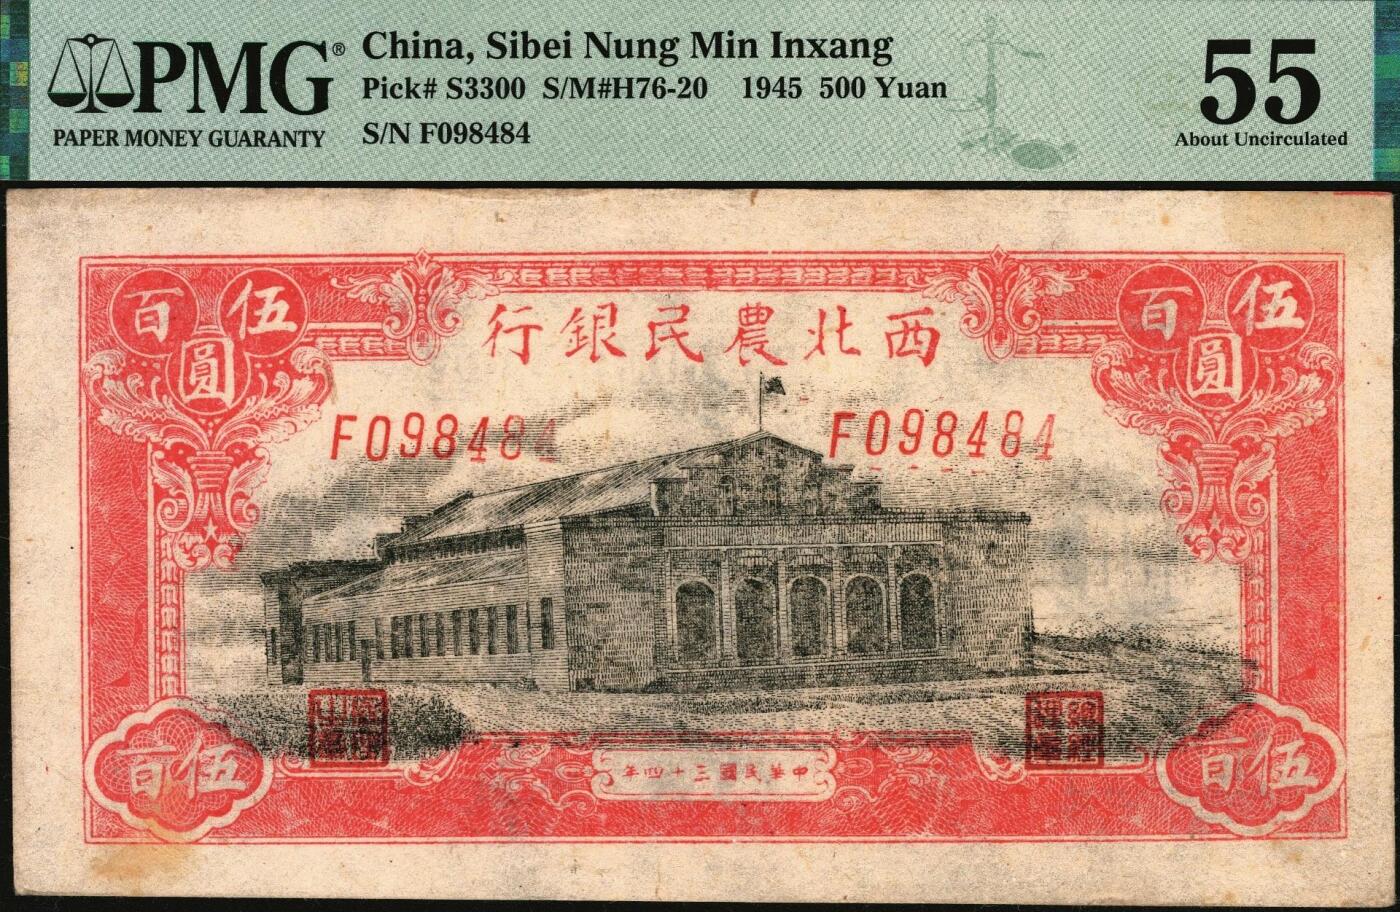 PMG®
PAPER MONEY GUARANTY
China, Sibei Nung Min Inxang
Pick# S3300 S/M#H76-20 1945 500 Yuan
S/N F098484
55
About Uncirculated
百 伍
圓
行銀民農北西
百 伍
圓
F098484
F098484
百伍
年四十三國民華中
百伍